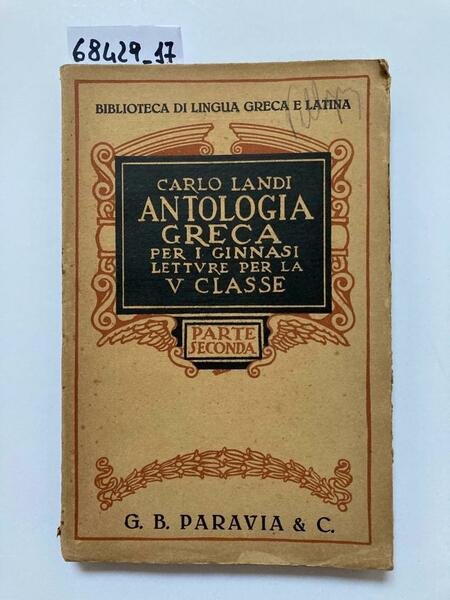 68429_17
BIBLIOTECA DI LINGUA GRECA E LATINA
CARLO LANDI
ANTOLOGIA
GRECA
PER I GINNASI
LETTVRE PER LA
V CLASSE
PARTE
SECONDA
G. B. PARAVIA & C.